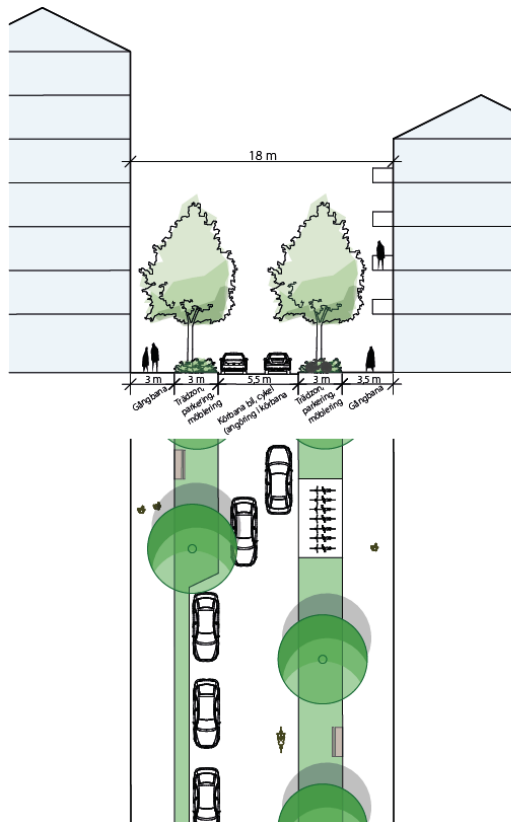 18 m
3 m
3 m
5,5 m
3 m
3,5 m
Gångbana
Trädzon,
parkering,
möblering
Körbana bil, cykel
(angöring i körbana
Trädzon,
parkering,
möblering
Gångbana